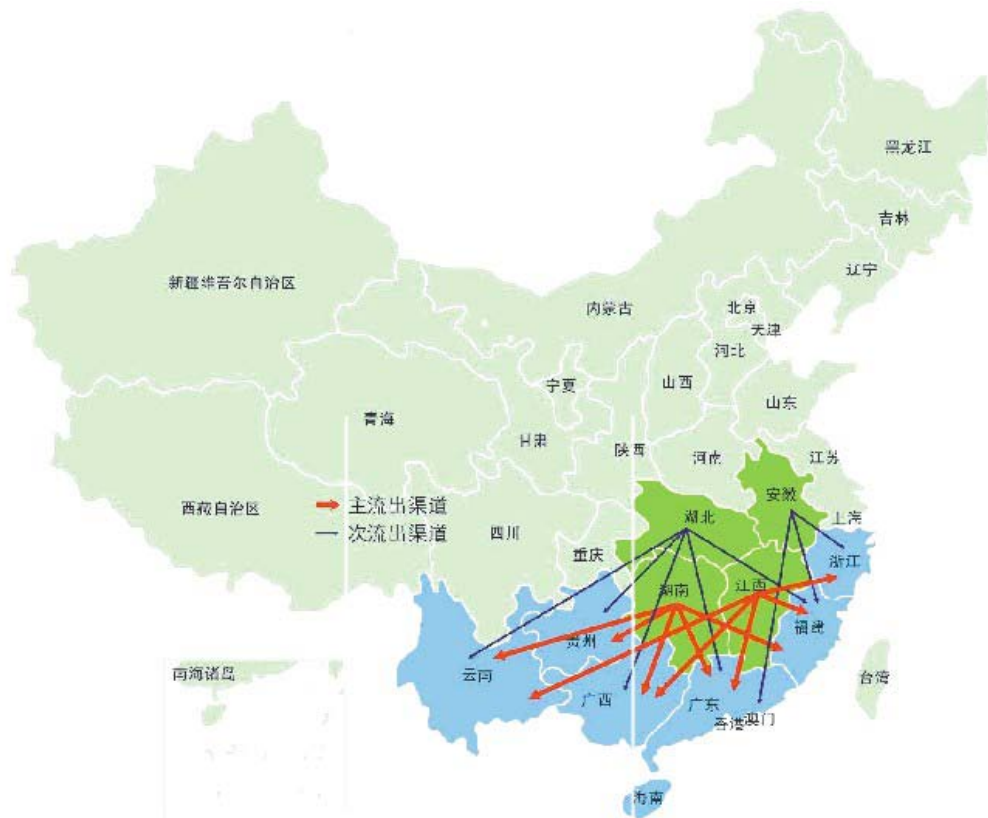 黑龙江
吉林
辽宁
新疆维吾尔自治区
内蒙古
北京
天津
河北
山西
宁夏
山东
青海
甘肃
陕西
河南
江苏
安徽
西藏自治区
主流出渠道
次流出渠道
四川
湖北
上海
重庆
浙江
湖南
江西
贵州
福建
云南
南海诸岛
台湾
广西
广东
香港
澳门
海南